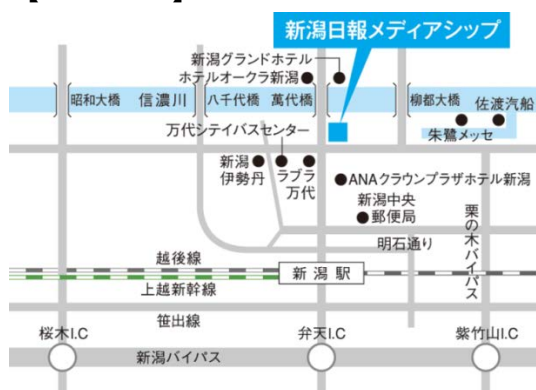 新潟日報メディアシップ
新潟グランドホテル
ホテルオークラ新潟
昭和大橋
信濃川
八千代橋
萬代橋
柳都大橋
佐渡汽船
朱鷺メッセ
万代シテイバスセンター
新潟
伊勢丹
ラブラ
万代
ANAクラウンプラザホテル新潟
新潟中央
郵便局
明石通り
栗の木バイパス
越後線
新潟駅
上越新幹線
笹出線
桜木I.C
弁天I.C
紫竹山I.C
新潟バイパス